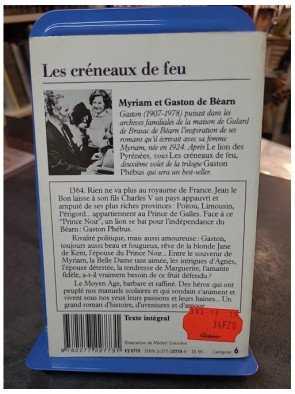 Les créneaux de feu
Myriam et Gaston de Béarn
Gaston (1907-1978) puisait dans les
archives familiales de la maison de Galard
de Brassac de Béarn l'inspiration de ses
romans qu'il écrivait avec sa femme
Myriam, née en 1924. Après Le lion des
Pyrénées, voici Les créneaux de feu,
deuxième volet de la trilogie Gaston
Phébus qui sera un best-seller.
1364. Rien ne va plus au royaume de France. Jean le
Bon laisse à son fils Charles V un pays appauvri et
amputé de ses plus riches provinces : Poitou, Limousin,
Périgord... appartiennent au Prince de Galles. Face à ce
"Prince Noir", un lion se bat pour l'indépendance du
Béarn : Gaston Phébus.
Rivalité politique, mais aussi amoureuse : Gaston,
toujours aussi beau et fougueux, rêve de la blonde Jane
de Kent, l'épouse du Prince Noir... Entre le souvenir de
Myriam, la Belle Dame tant aimée, les intrigues d'Agnès,
l'épouse détestée, la tendresse de Marguerite, l'amante
fidèle, a-t-il vraiment besoin de ce fruit défendu ?
Le Moyen Age, barbare et raffiné. Des héros qui ont
peuplé nos manuels scolaires et qui soudain s'animent et
vivent sous nos yeux leurs passions et leurs haines... Un
grand roman d'histoire, d'aventures et d'amour
Texte intégral
34F20
Illustration de Michel
9782277237731
Catégorie 6